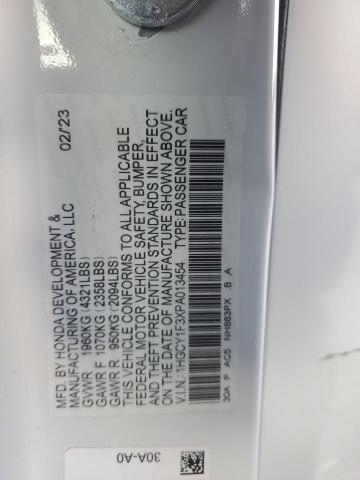 MFD. BY HONDA DEVELOPMENT & 02/'23
MANUFACTURING OF AMERICA, LLC
GVWR 1960KG (4321LBS)
GAWR F 1070KG (2358LBS)
GAWR R 950KG (2094LBS)
THIS VEHICLE CONFORMS TO ALL APPLICABLE
FEDERAL MOTOR VEHICLE SAFETY, BUMPER,
AND THEFT PREVENTION STANDARDS IN EFFECT
ON THE DATE OF MANUFACTURE SHOWN ABOVE.
V.I.N.: 1HGCY1F3XPA013454 TYPE: PASSENGER CAR
30A P AC5 NH883PX .B A
30A-A0